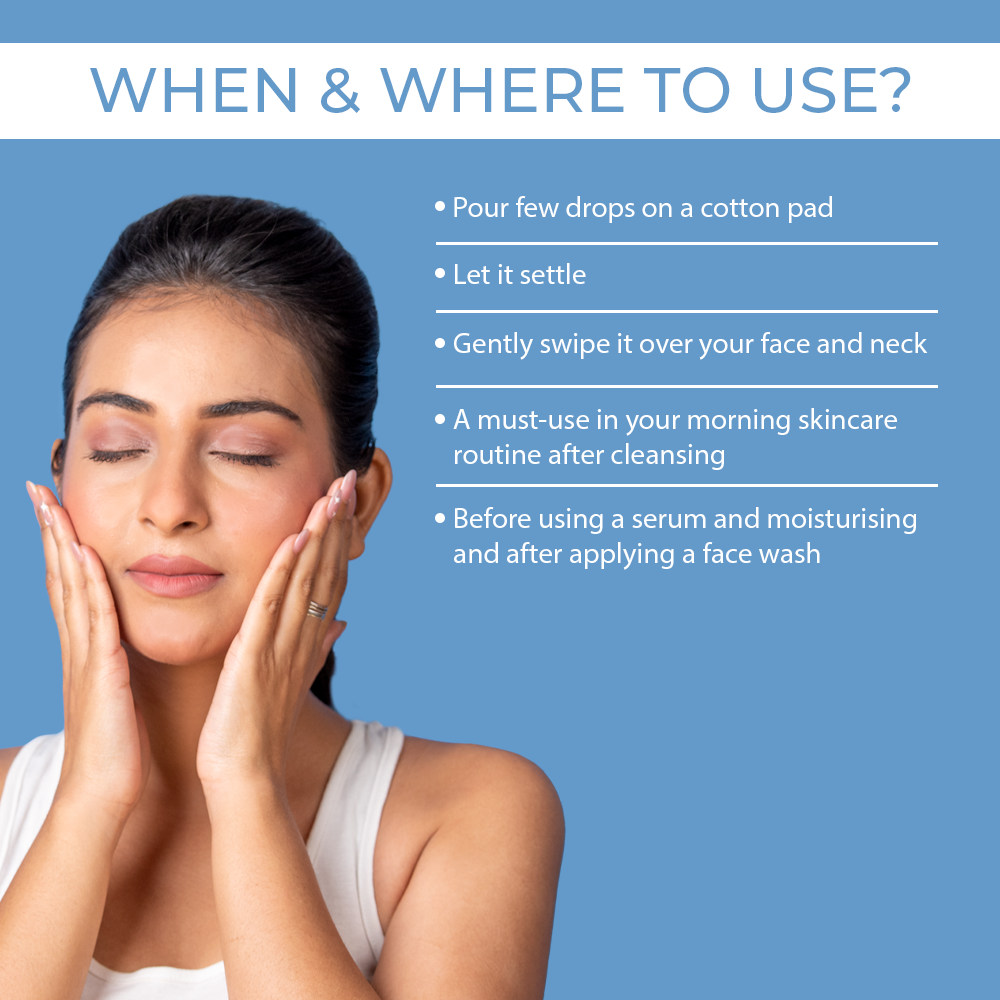 WHEN & WHERE TO USE?
• Pour few drops on a cotton pad
• Let it settle
• Gently swipe it over your face and neck
• A must-use in your morning skincare
routine after cleansing
• Before using a serum and moisturising
and after applying a face wash